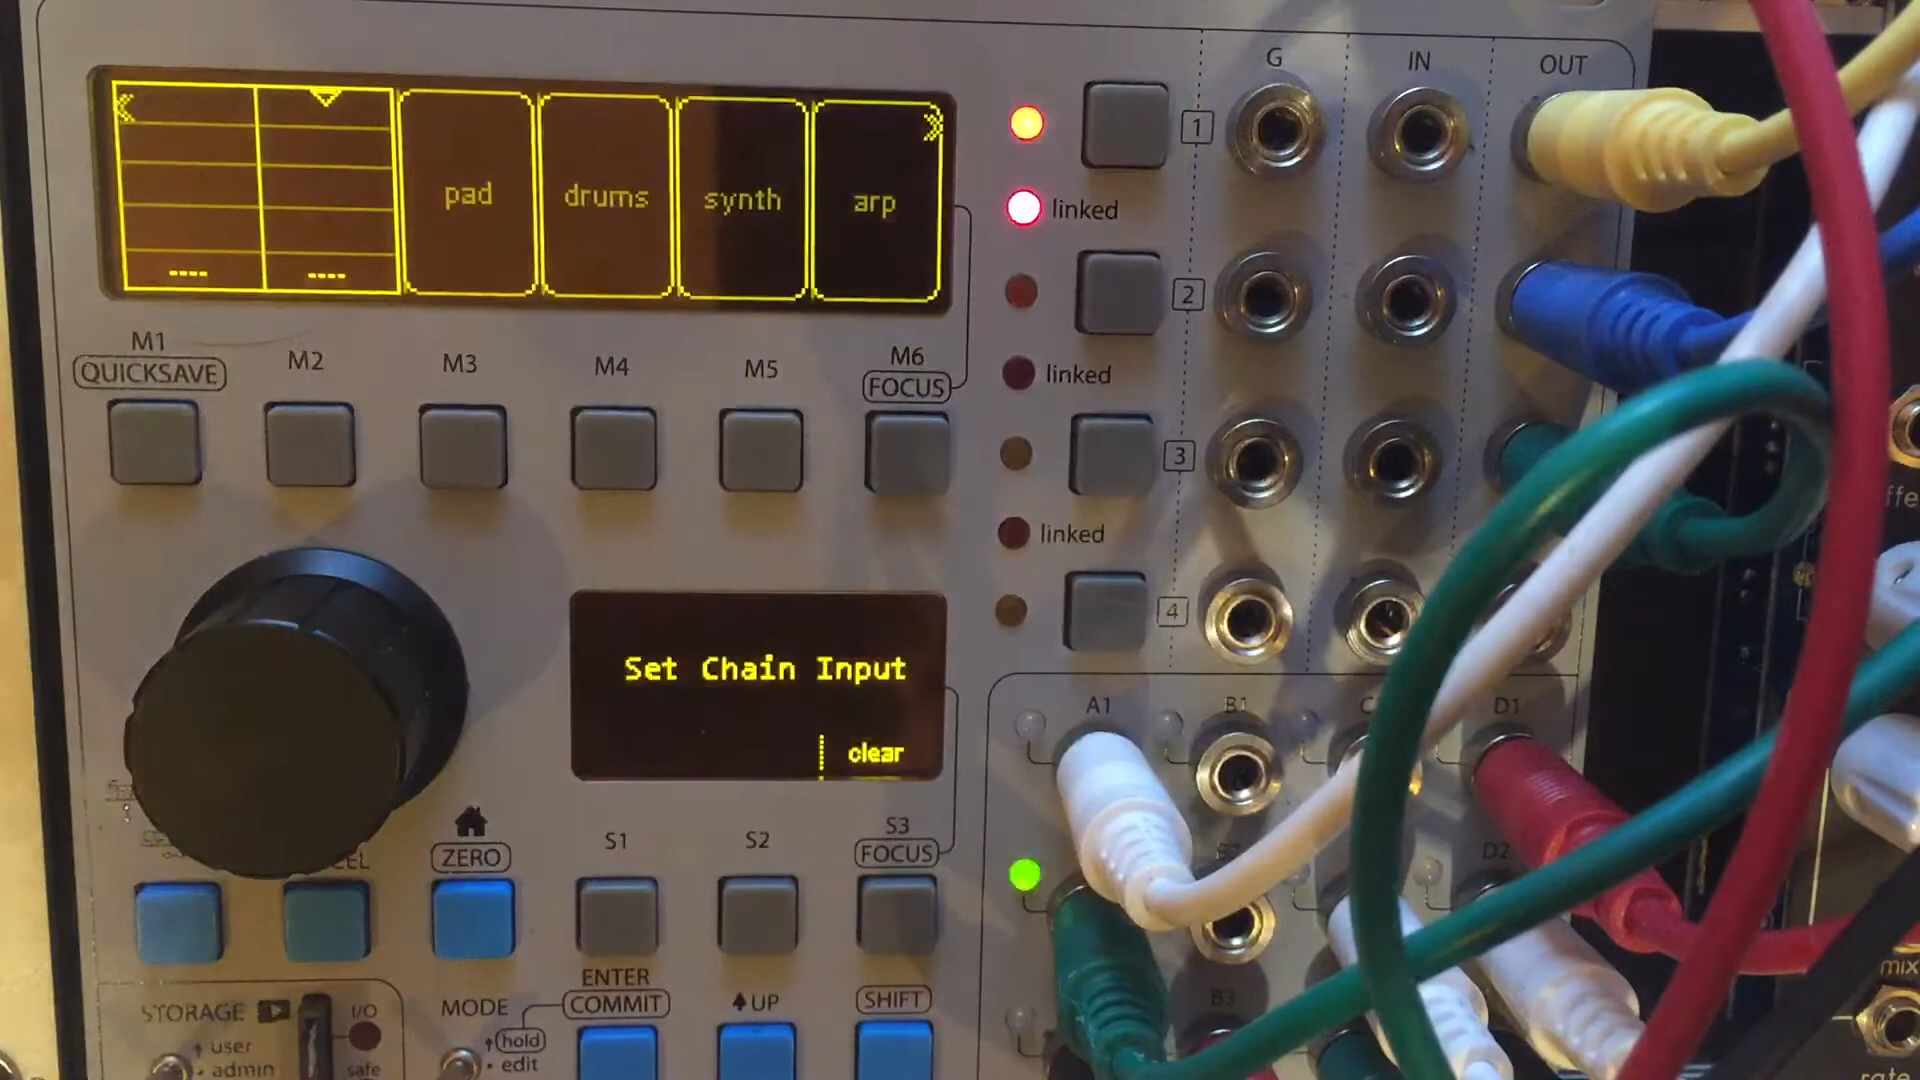 G IN OUT
pad drums synth arp
1
linked
2
M1 M2 M3 M4 M5 M6
QUICKSAVE FOCUS
linked
3
linked
4
Set Chain Input
clear
A1 B1 D1
ZERO S1 S2 S3
FOCUS
D2
ENTER
COMMIT UP SHIFT
B3
STORAGE I/O MODE
user hold
admin safe edit
mix
rate